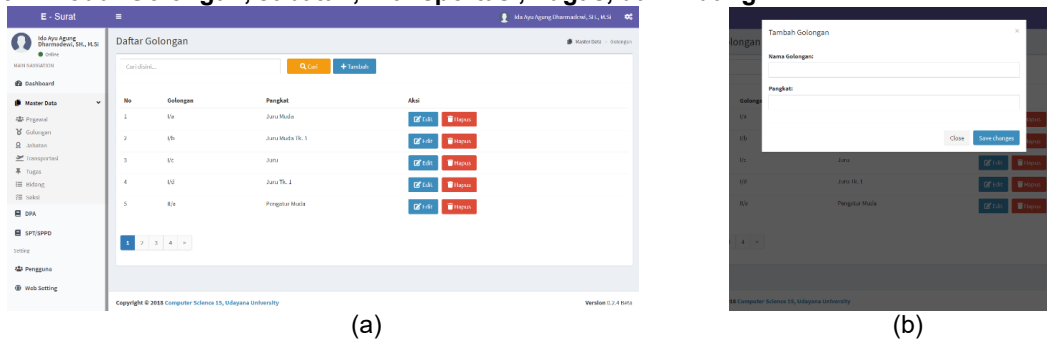 E - Surat
Ida Ayu Agung Dharmadewi, SH., M.Si
Ida Ayu Agung
Dharmadewi, SH., M.Si
Online
MAIN NAVIGATION
Dashboard
Master Data
Pegawai
Golongan
Jabatan
Transportasi
Tugas
Bidang
Seksi
DPA
SPT/SPPD
Setting
Pengguna
Web Setting
Daftar Golongan
Master Data > Golongan
Cari disini...
Cari
+ Tambah
No Golongan Pangkat Aksi
1 I/a Juru Muda Edit Hapus
2 I/b Juru Muda Tk. 1 Edit Hapus
3 I/c Juru Edit Hapus
4 I/d Juru Tk. 1 Edit Hapus
5 II/a Pengatur Muda Edit Hapus
1 2 3 4 »
Copyright © 2018 Computer Science 15, Udayana University
Version 0.2.4 Beta
(a)
Tambah Golongan ×
Nama Golongan:
Pangkat:
Close Save changes
longan
Golonga
I/a Hapus
I/b Hapus
I/c Juru Edit Hapus
I/d Juru Tk. 1 Edit Hapus
II/a Pengatur Muda Edit Hapus
4 »
18 Computer Science 15, Udayana University
(b)